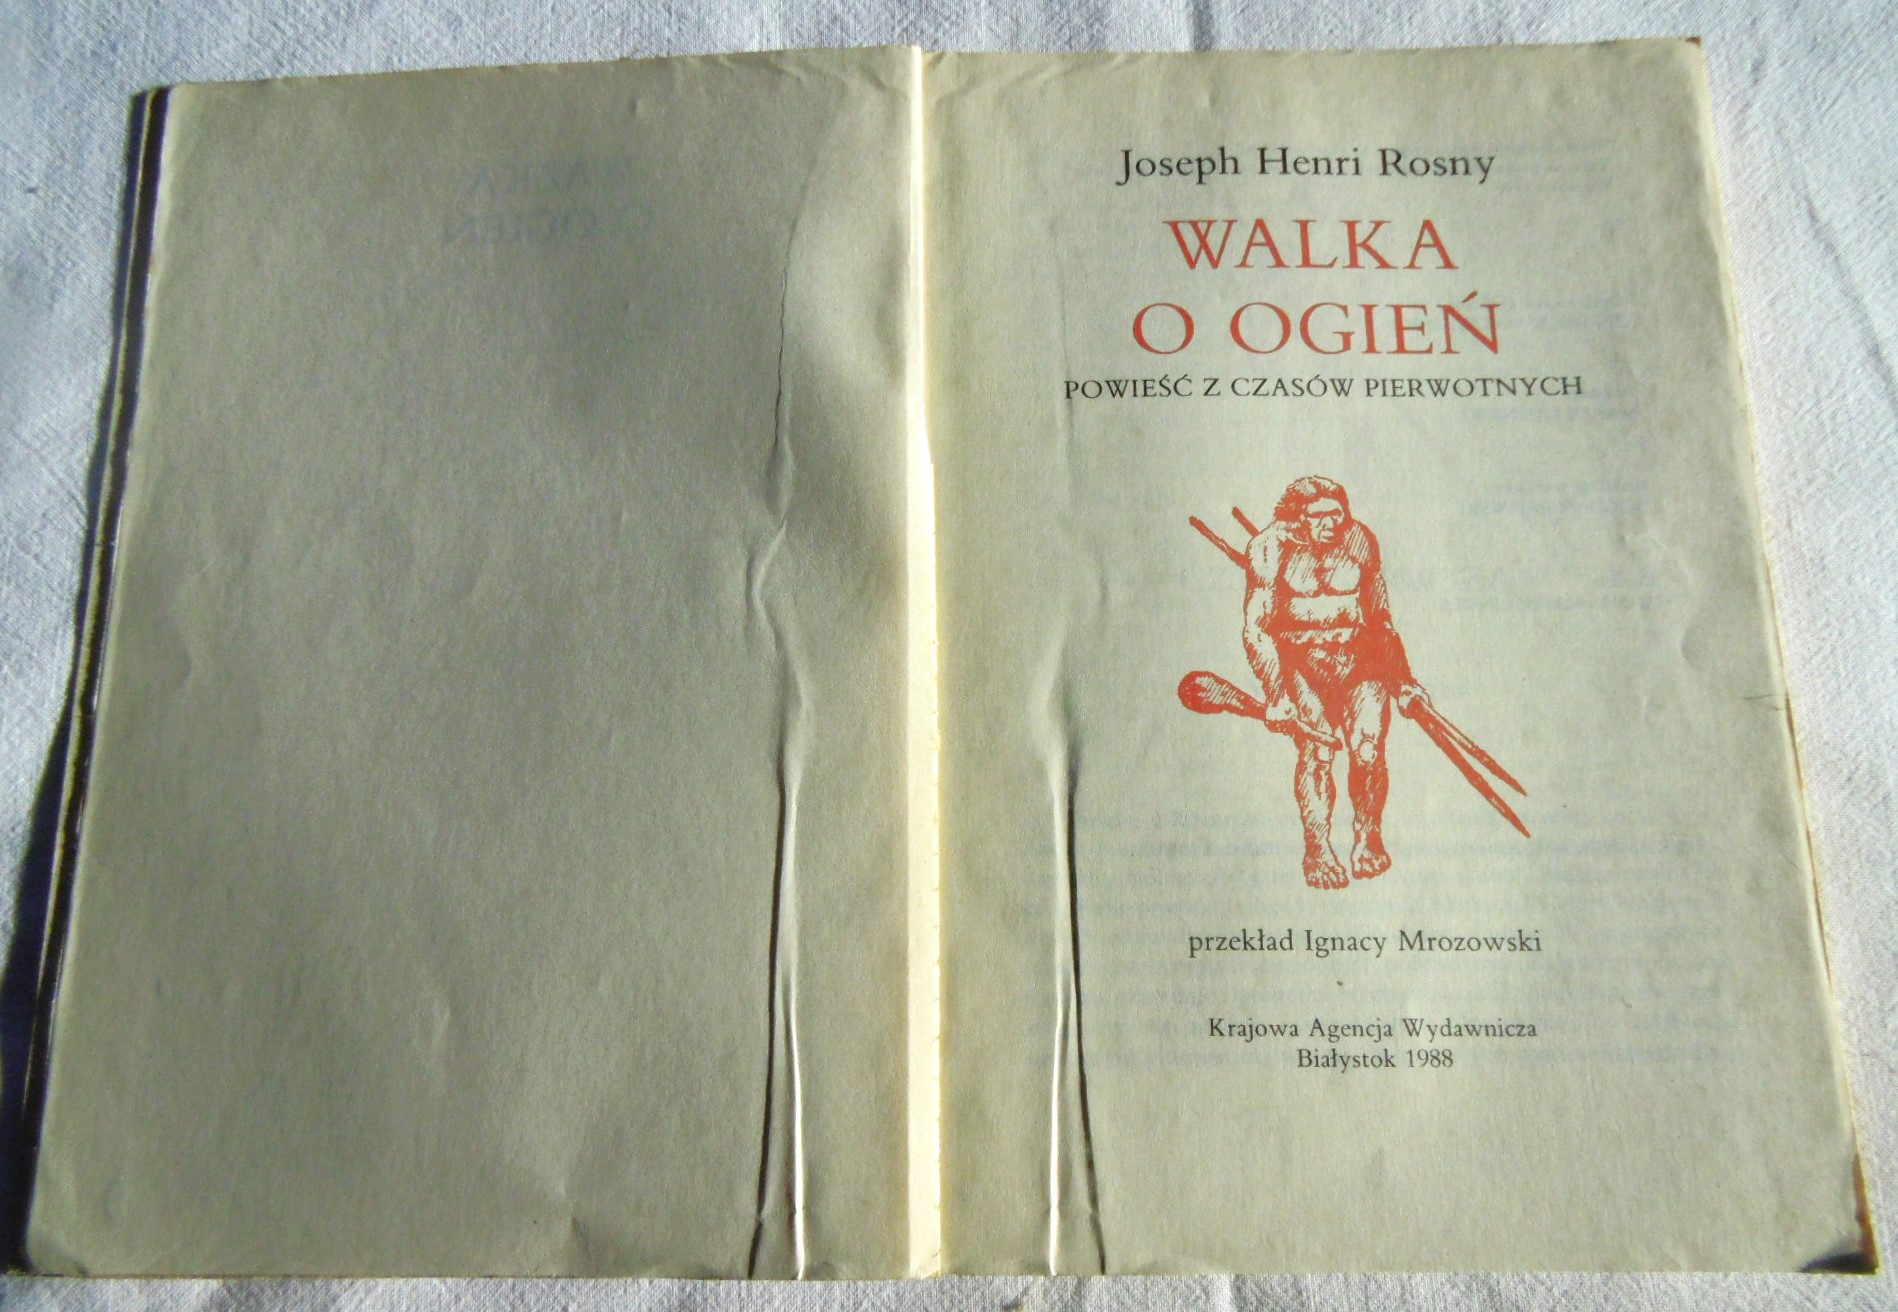 Joseph Henri Rosny
WALKA
O OGIEŃ
POWIEŚĆ Z CZASÓW PIERWOTNYCH
przekład Ignacy Mrozowski
Krajowa Agencja Wydawnicza
Białystok 1988